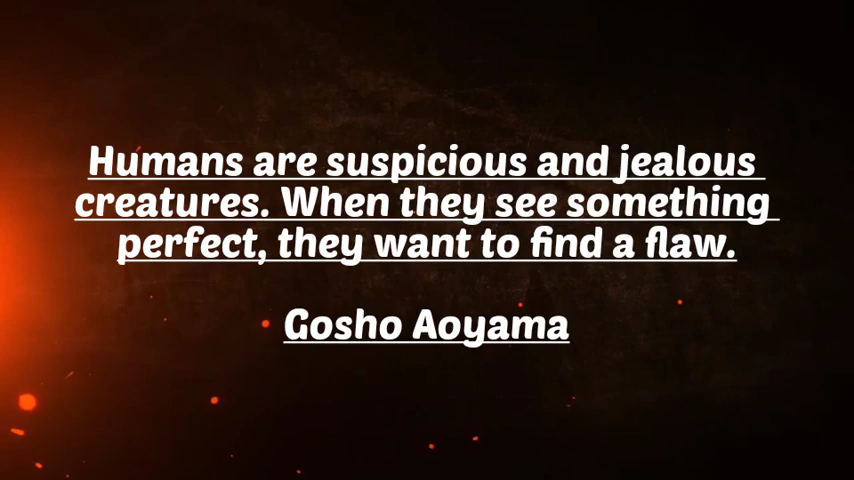 Humans are suspicious and jealous
creatures. When they see something
perfect, they want to find a flaw.
Gosho Aoyama